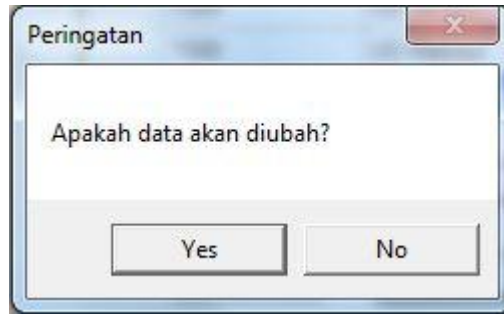 Peringatan
Apakah data akan diubah?
Yes
No